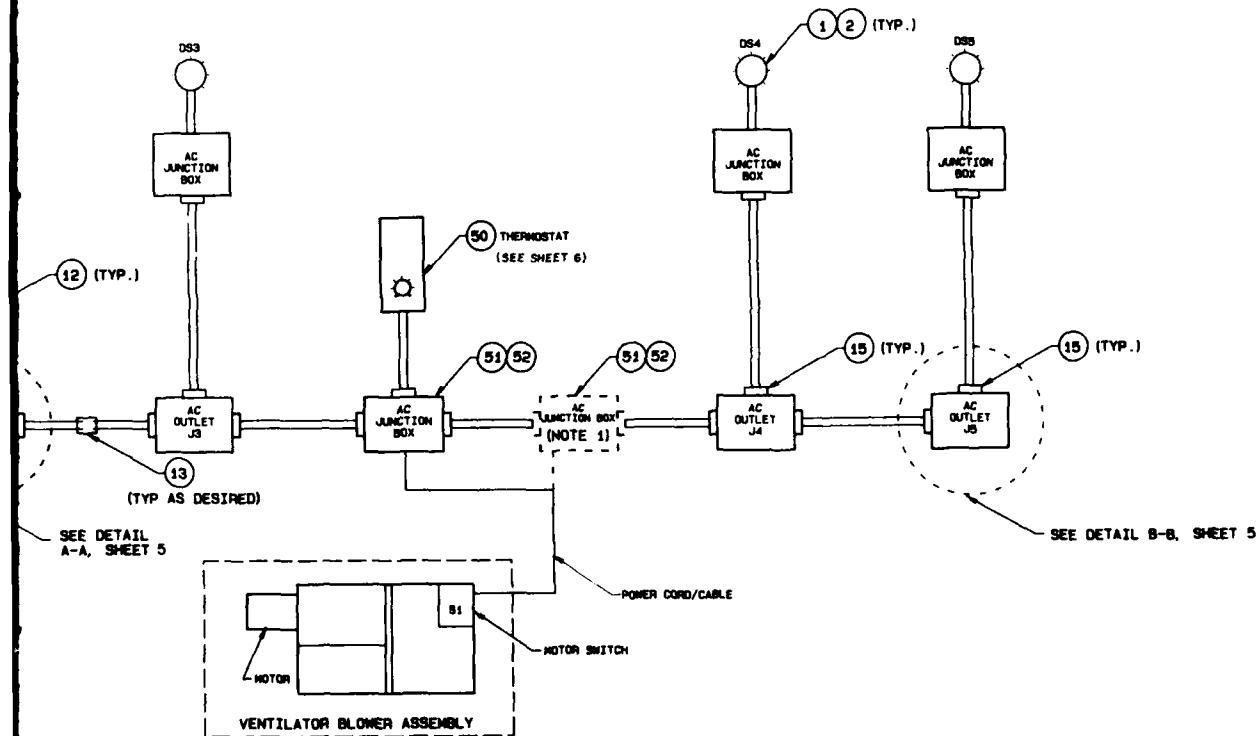 1 2 (TYP.)
DS3
DS4
DS5
AC
JUNCTION
BOX
AC
JUNCTION
BOX
AC
JUNCTION
BOX
50 THERMOSTAT
(SEE SHEET 6)
12 (TYP.)
51 52
51 52
15 (TYP.)
15 (TYP.)
AC
OUTLET
J3
AC
JUNCTION
BOX
AC
JUNCTION BOX
(NOTE 1)
AC
OUTLET
J4
AC
OUTLET
J5
13
(TYP AS DESIRED)
SEE DETAIL
A-A, SHEET 5
SEE DETAIL B-B, SHEET 5
POWER CORD/CABLE
S1
MOTOR SWITCH
MOTOR
VENTILATOR BLOWER ASSEMBLY